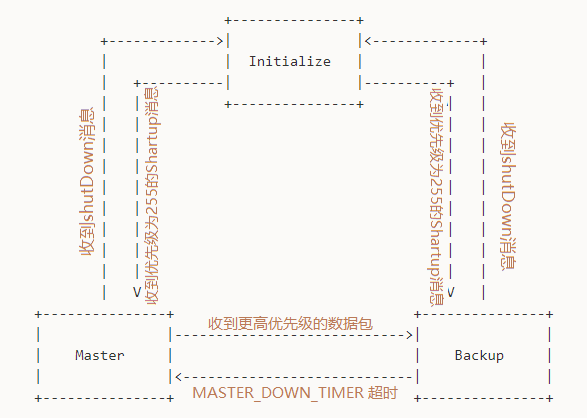 Initialize
收到shutDown消息
收到优先级为255的Shartup消息
收到优先级为255的Shartup消息
收到shutDown消息
收到更高优先级的数据包
Master
Backup
MASTER_DOWN_TIMER 超时